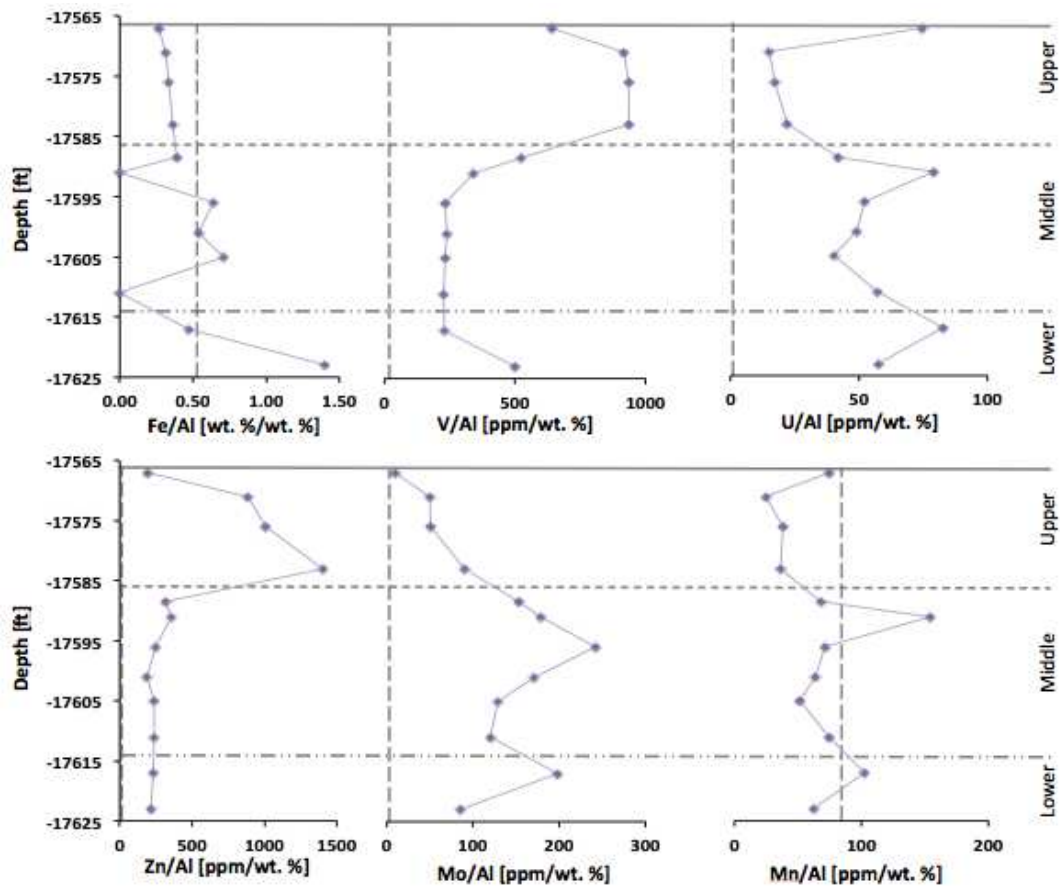 -17565
-17575
-17585
-17595
-17605
-17615
-17625
Depth [ft]
0.00 0.50 1.00 1.50
Fe/Al [wt. %/wt. %]
0 500 1000
V/Al [ppm/wt. %]
0 50 100
U/Al [ppm/wt. %]
Upper
Middle
Lower
-17565
-17575
-17585
-17595
-17605
-17615
-17625
Depth [ft]
0 500 1000 1500
Zn/Al [ppm/wt. %]
0 100 200 300
Mo/Al [ppm/wt. %]
0 200
Mn/Al [ppm/wt. %]
Upper
Middle
Lower